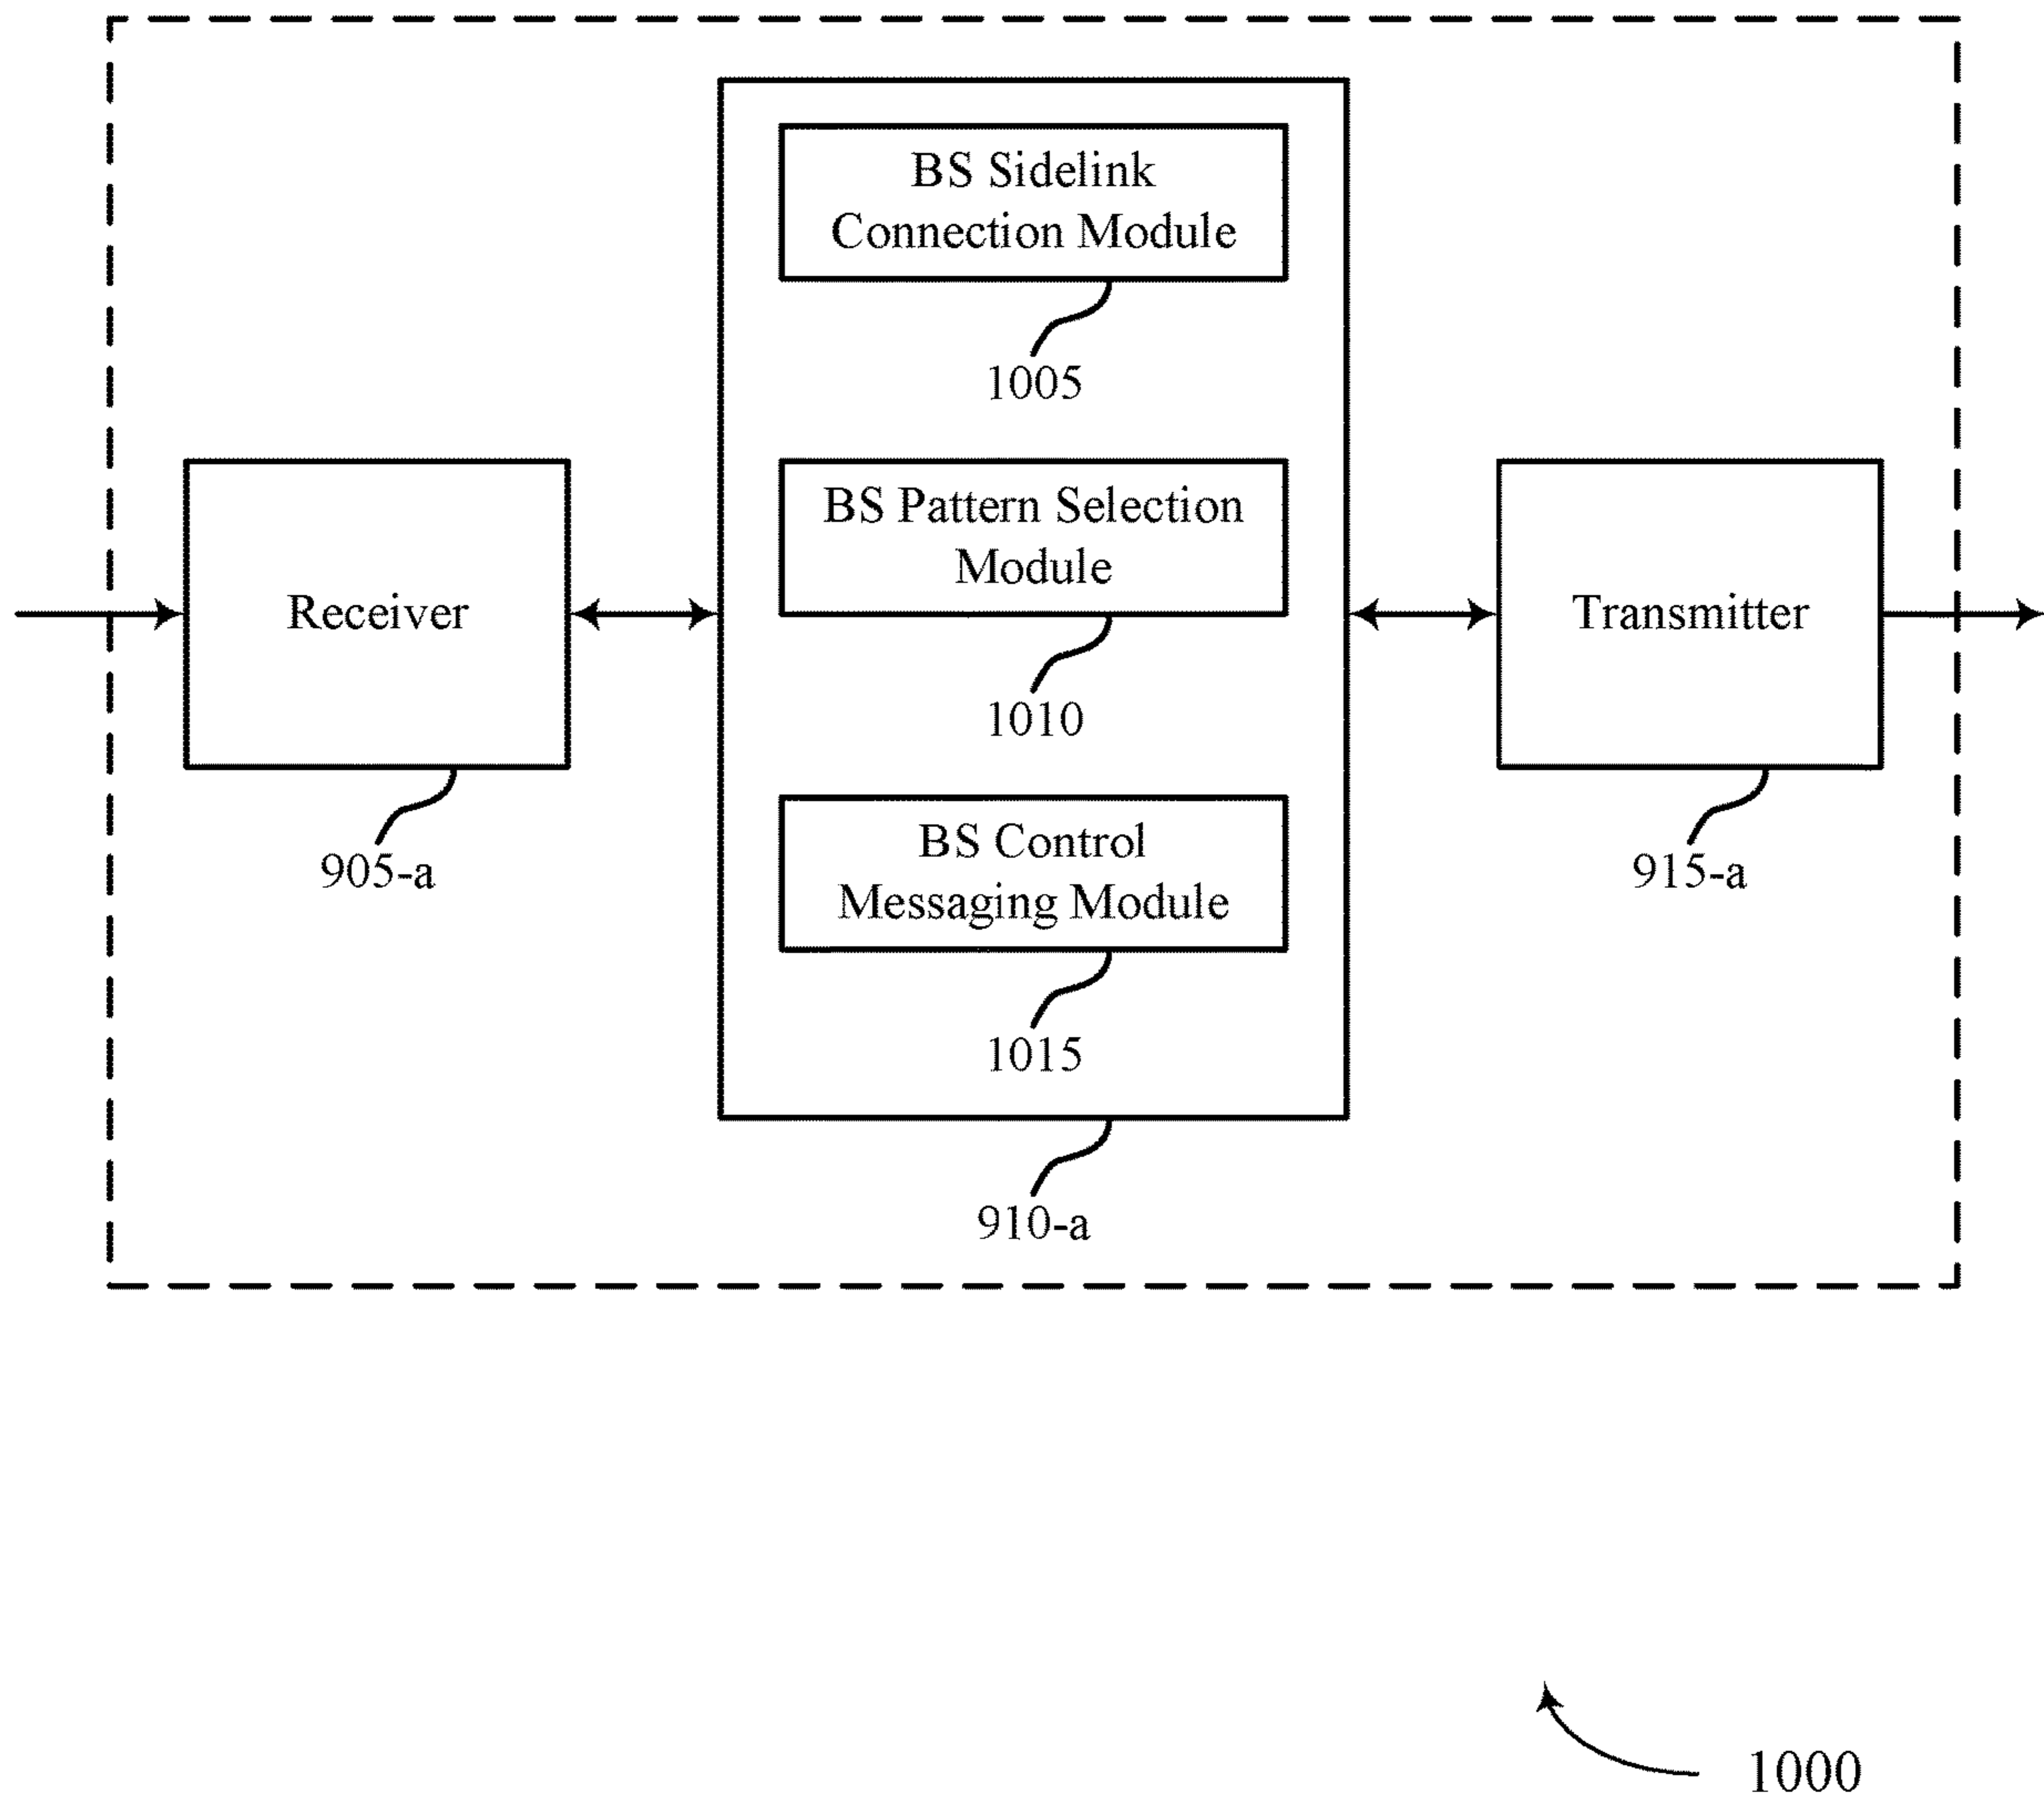 BS Sidelink
Connection Module
1005
Receiver
905-a
BS Pattern Selection
Module
1010
BS Control
Messaging Module
1015
910-a
Transmitter
915-a
1000